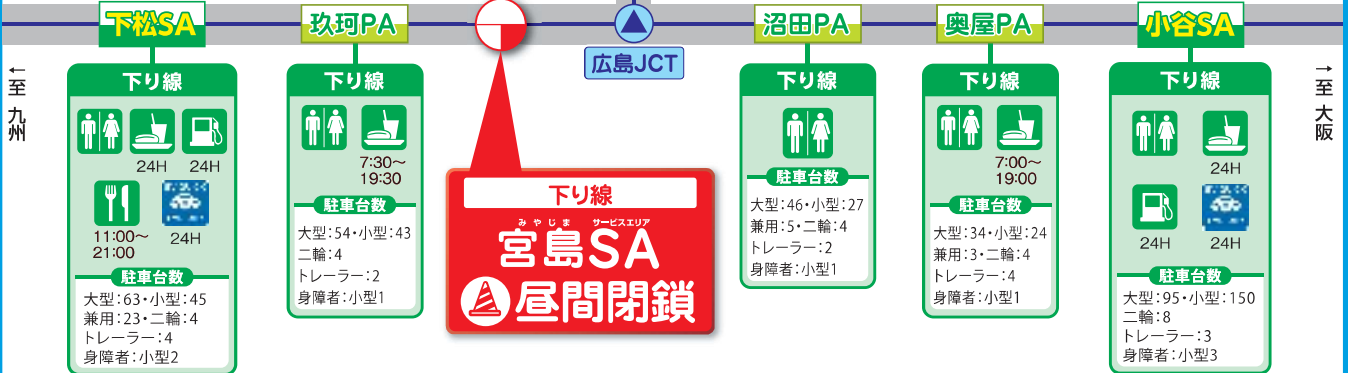 下松SA
玖珂PA
広島JCT
沼田PA
奥屋PA
小谷SA
←至 九州
下り線
24H
24H
11:00～
21:00
24H
駐車台数
大型:63・小型:45
兼用:23・二輪:4
トレーラー:4
身障者:小型2
下り線
7:30～
19:30
駐車台数
大型:54・小型:43
二輪:4
トレーラー:2
身障者:小型1
下り線
みやじま サービスエリア
宮島SA
昼間閉鎖
下り線
駐車台数
大型:46・小型:27
兼用:5・二輪:4
トレーラー:2
身障者:小型1
下り線
7:00～
19:00
駐車台数
大型:34・小型:24
兼用:3・二輪:4
トレーラー:4
身障者:小型1
下り線
24H
24H
24H
駐車台数
大型:95・小型:150
二輪:8
トレーラー:3
身障者:小型3
→至 大阪